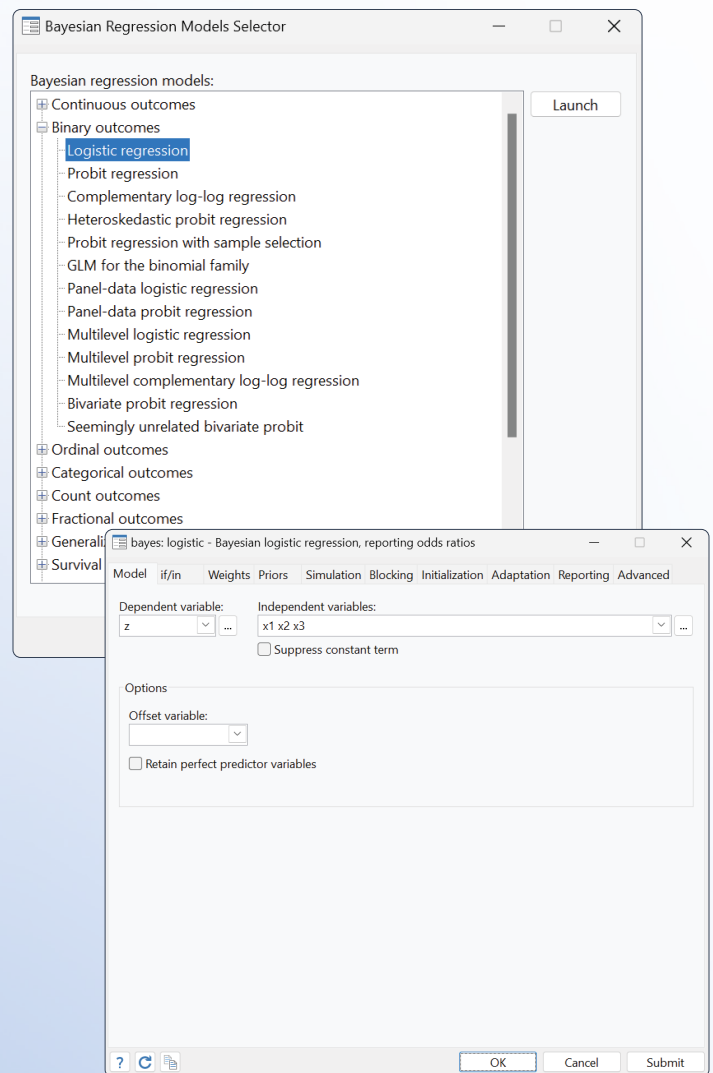 Bayesian Regression Models Selector
Bayesian regression models:
Continuous outcomes
Launch
Binary outcomes
Logistic regression
Probit regression
Complementary log-log regression
Heteroskedastic probit regression
Probit regression with sample selection
GLM for the binomial family
Panel-data logistic regression
Panel-data probit regression
Multilevel logistic regression
Multilevel probit regression
Multilevel complementary log-log regression
Bivariate probit regression
Seemingly unrelated bivariate probit
Ordinal outcomes
Categorical outcomes
Count outcomes
Fractional outcomes
Generali
Survival
bayes: logistic - Bayesian logistic regression, reporting odds ratios
Model if/in Weights Priors Simulation Blocking Initialization Adaptation Reporting Advanced
Dependent variable: Independent variables:
z ... x1 x2 x3 ...
Suppress constant term
Options
Offset variable:
Retain perfect predictor variables
? OK Cancel Submit